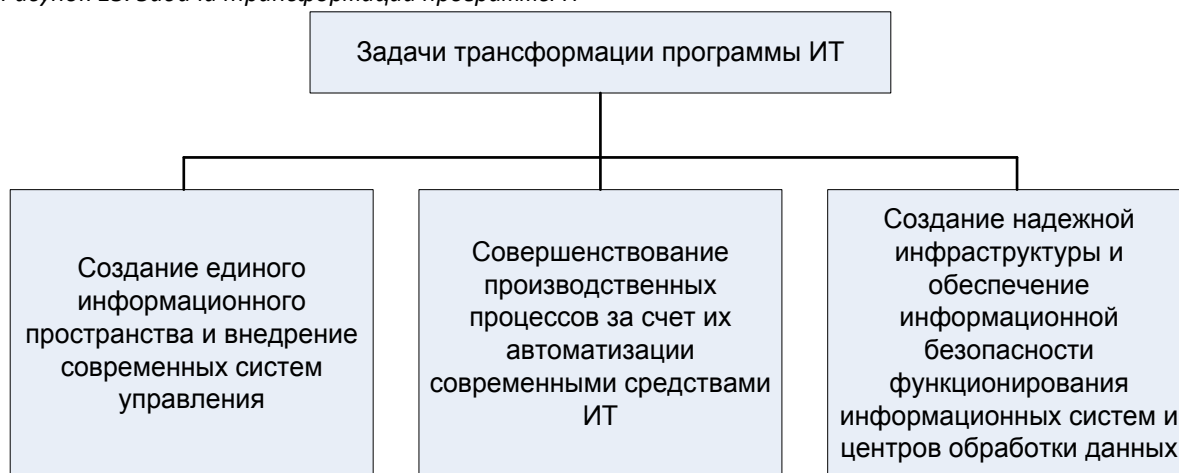 Задачи трансформации программы ИТ
Создание единого
информационного
пространства и внедрение
современных систем
управления
Совершенствование
производственных
процессов за счет их
автоматизации
современными средствами
ИТ
Создание надежной
инфраструктуры и
обеспечение
информационной
безопасности
функционирования
информационных систем и
центров обработки данных